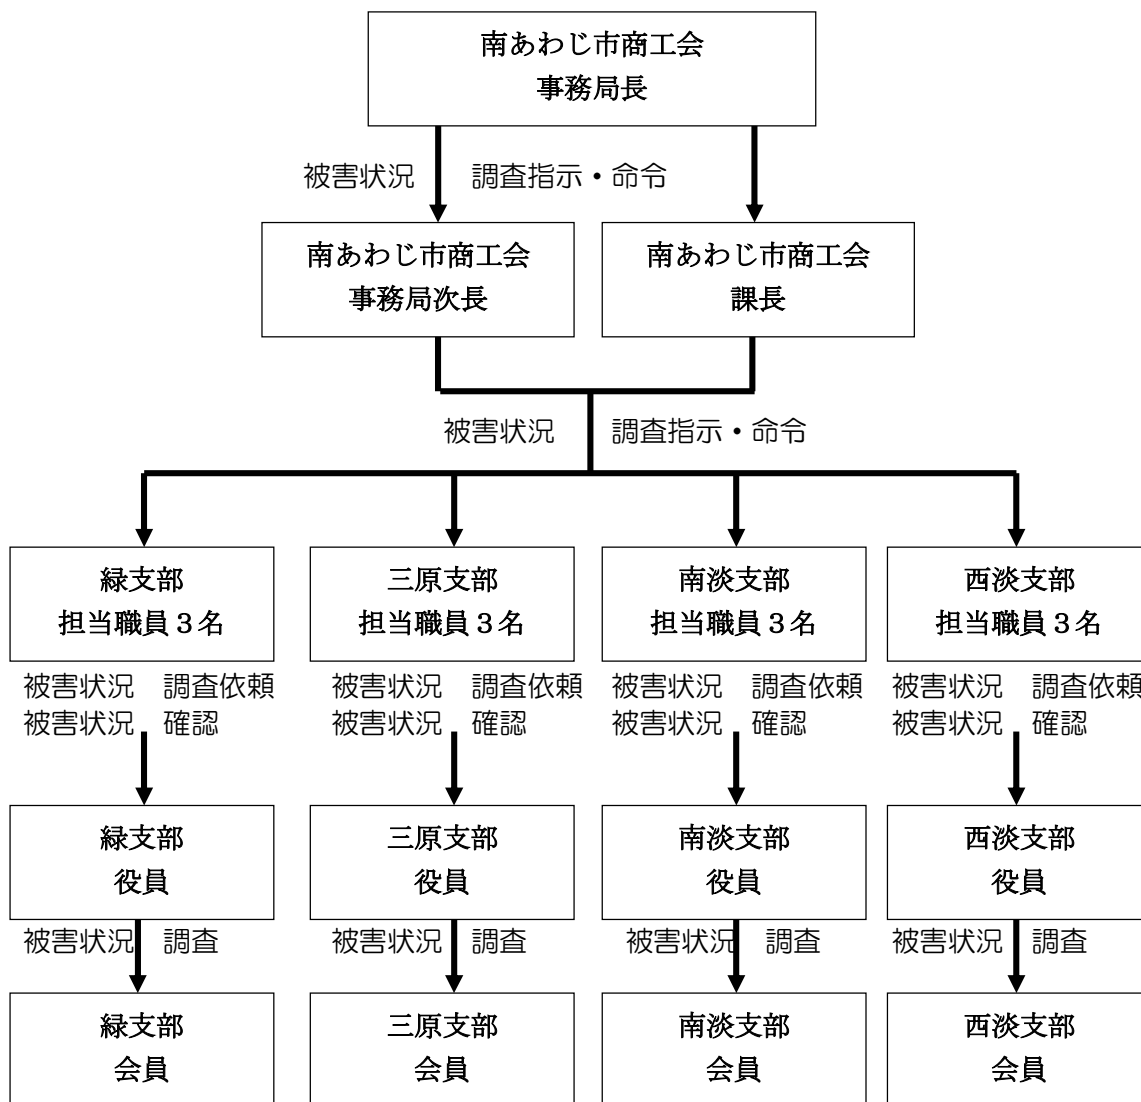 南あわじ市商工会
事務局長
被害状況　調査指示・命令
南あわじ市商工会
事務局次長
南あわじ市商工会
課長
被害状況　調査指示・命令
緑支部
担当職員３名
三原支部
担当職員３名
南淡支部
担当職員３名
西淡支部
担当職員３名
被害状況　調査依頼
被害状況　確認
被害状況　調査依頼
被害状況　確認
被害状況　調査依頼
被害状況　確認
被害状況　調査依頼
被害状況　確認
緑支部
役員
三原支部
役員
南淡支部
役員
西淡支部
役員
被害状況　調査
被害状況　調査
被害状況　調査
被害状況　調査
緑支部
会員
三原支部
会員
南淡支部
会員
西淡支部
会員